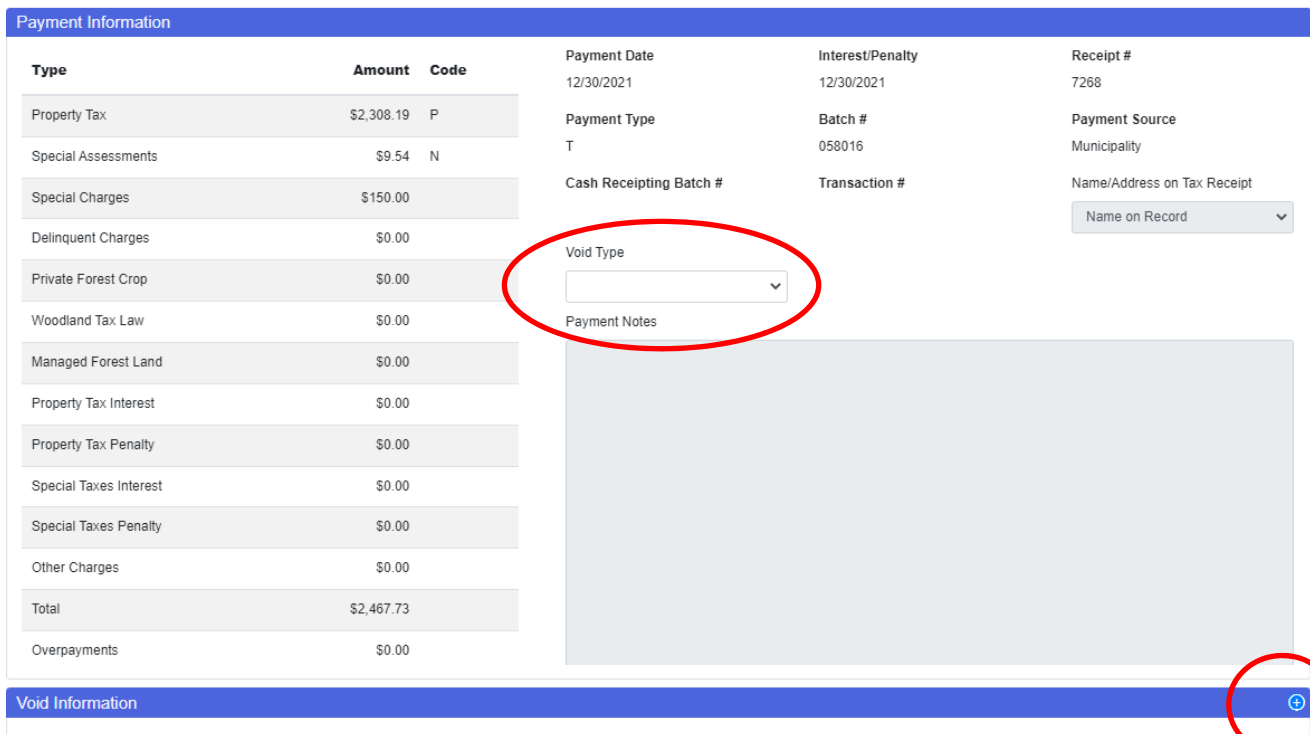 Payment Information
Type Amount Code
Property Tax $2,308.19 P
Special Assessments $9.54 N
Special Charges $150.00
Delinquent Charges $0.00
Private Forest Crop $0.00
Woodland Tax Law $0.00
Managed Forest Land $0.00
Property Tax Interest $0.00
Property Tax Penalty $0.00
Special Taxes Interest $0.00
Special Taxes Penalty $0.00
Other Charges $0.00
Total $2,467.73
Overpayments $0.00
Payment Date Interest/Penalty Receipt #
12/30/2021 12/30/2021 7268
Payment Type Batch # Payment Source
T 058016 Municipality
Cash Receipting Batch # Transaction # Name/Address on Tax Receipt
Name on Record
Void Type
Payment Notes
Void Information